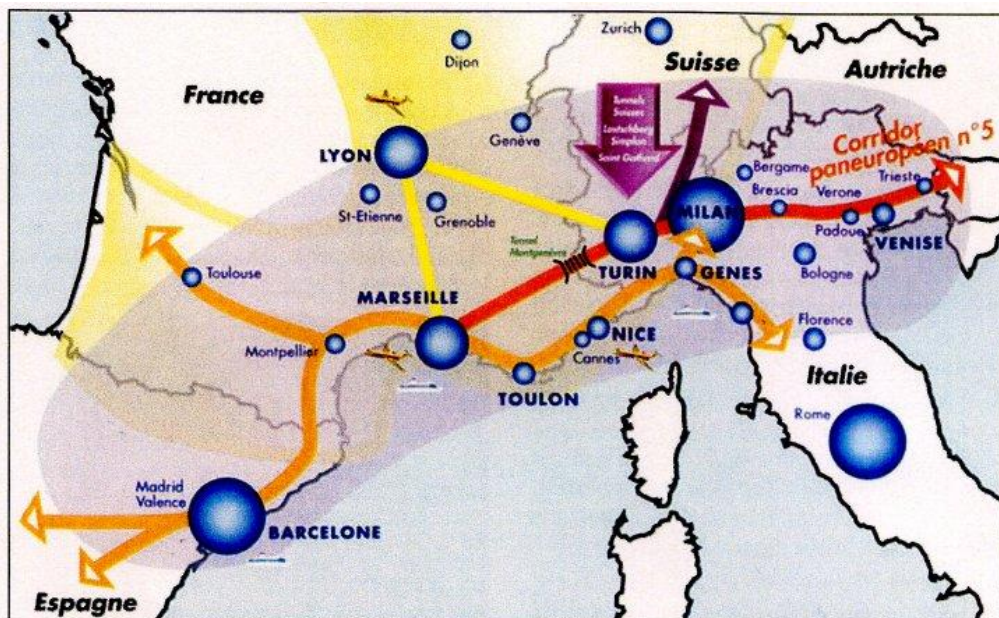 Zurich
Suisse
Autriche
Dijon
France
Genève
Tunnels
Suisses
Loetschberg
Simplon
Saint Gothard
LYON
St-Etienne
Grenoble
Corridor
paneuropéen n°5
Bergame
Brescia
Verone
Trieste
MILAN
Padoue
VENISE
Tunnel
Montgenèvre
TURIN
GENES
Bologne
Toulouse
MARSEILLE
Montpellier
NICE
Cannes
TOULON
Florence
Italie
Rome
Madrid
Valence
BARCELONE
Espagne